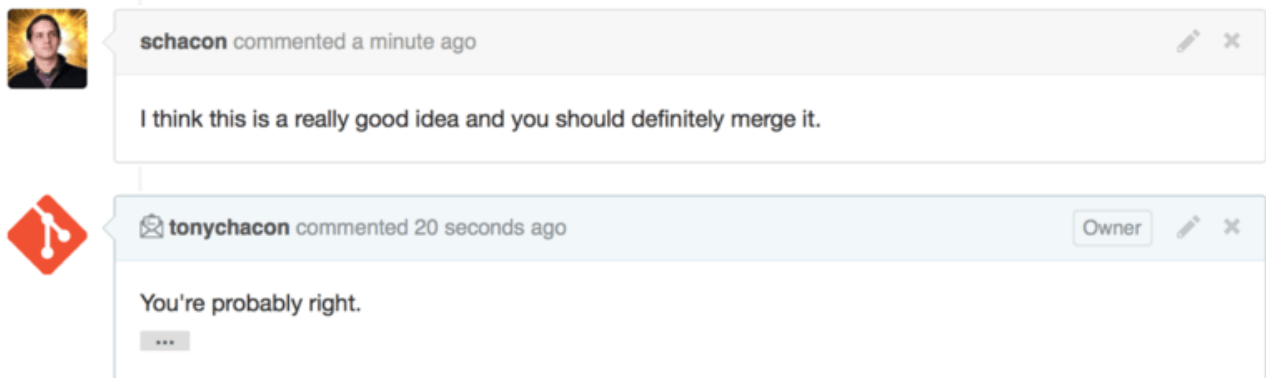 schacon commented a minute ago
I think this is a really good idea and you should definitely merge it.
tonychacon commented 20 seconds ago Owner
You're probably right.
...